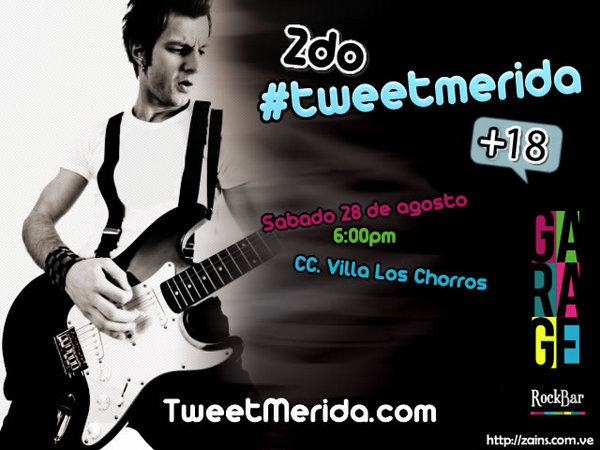 2do
#tweetmerida
+18
Sabado 28 de agosto
6:00pm
CC. Villa Los Chorros
GA
RA
GE
RockBar
TweetMerida.com
http://zains.com.ve